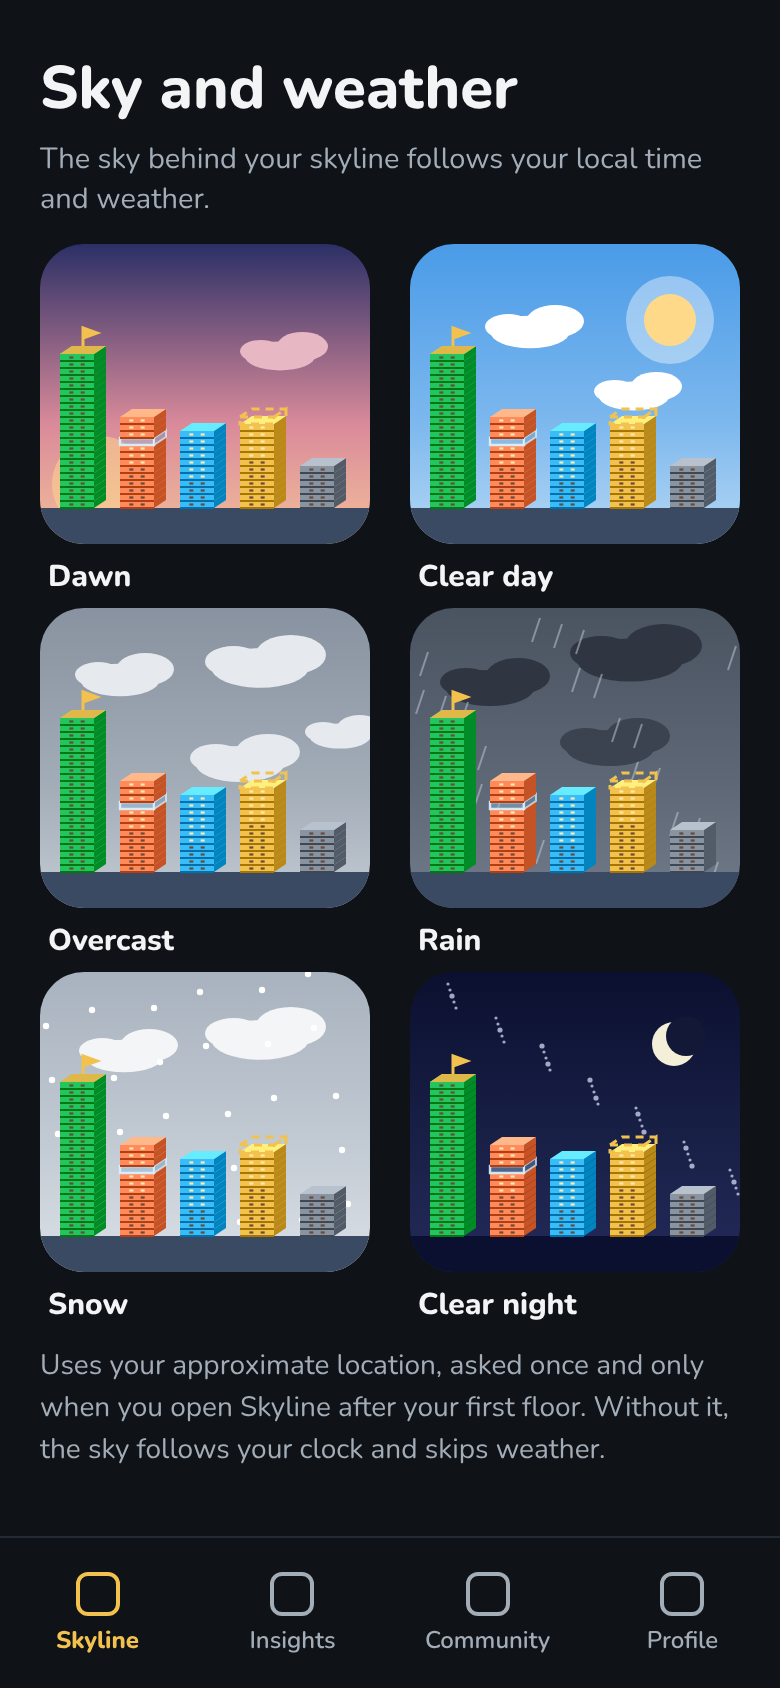 Sky and weather
The sky behind your skyline follows your local time
and weather.
Dawn
Clear day
Overcast
Rain
Snow
Clear night
Uses your approximate location, asked once and only
when you open Skyline after your first floor. Without it,
the sky follows your clock and skips weather.
Skyline
Insights
Community
Profile